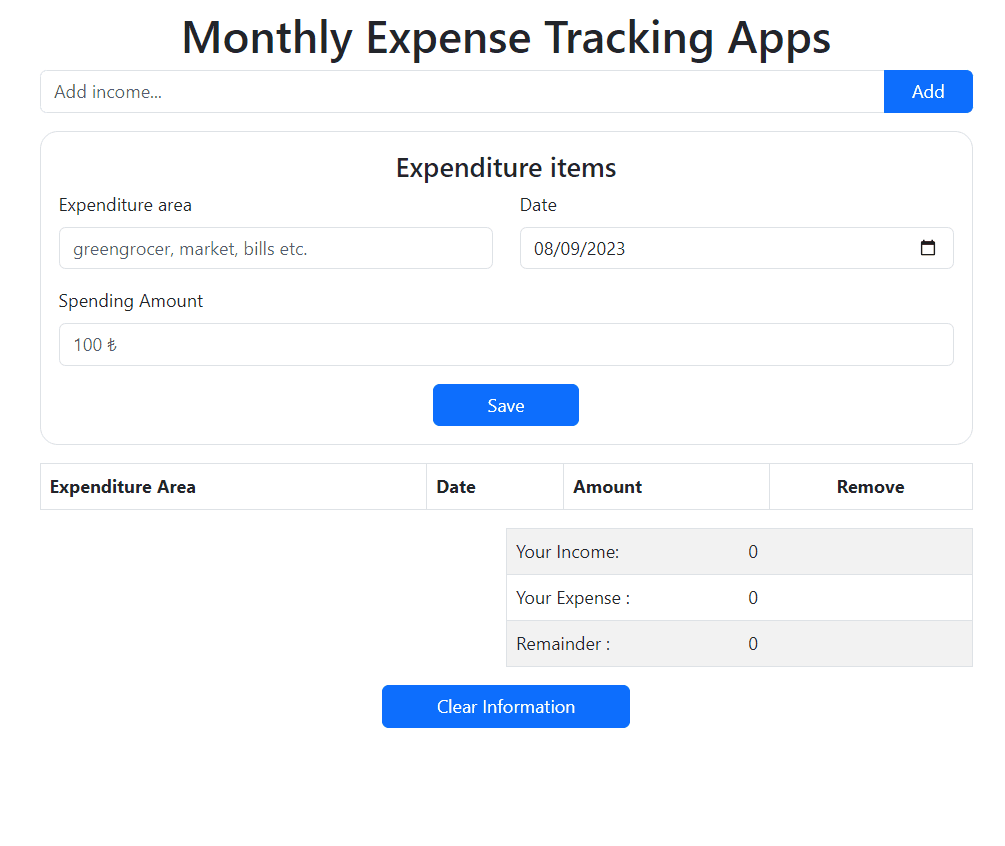 Monthly Expense Tracking Apps
Add income... Add
Expenditure items
Expenditure area Date
greengrocer, market, bills etc. 08/09/2023
Spending Amount
100 ₺
Save
Expenditure Area Date Amount Remove
Your Income: 0
Your Expense : 0
Remainder : 0
Clear Information